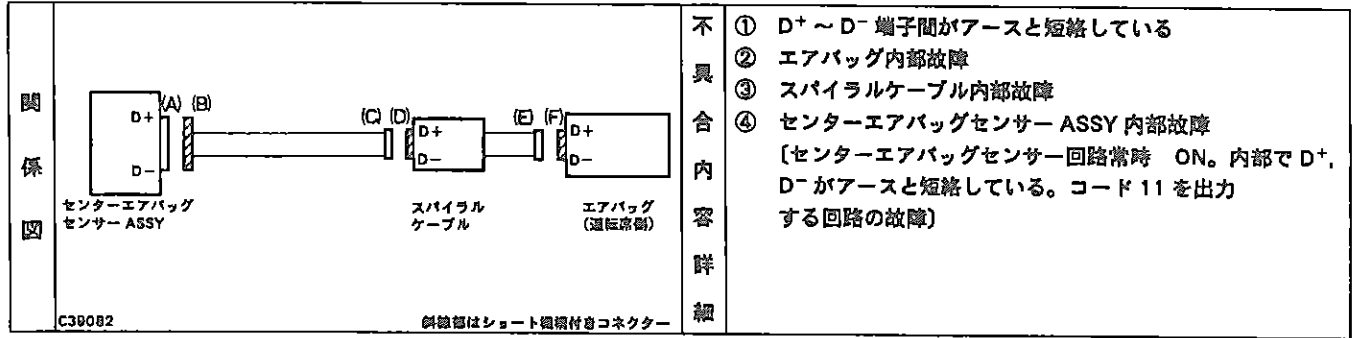 関係図
D+
D−
(A) (B)
(C) (D)
D+
D−
(E) (F)
D+
D−
センターエアバッグ
センサー ASSY
スパイラル
ケーブル
エアバッグ
(運転席側)
C39082
斜線部はショート機構付きコネクター
不具合内容詳細
① D⁺ ～ D⁻ 端子間がアースと短絡している
② エアバッグ内部故障
③ スパイラルケーブル内部故障
④ センターエアバッグセンサー ASSY 内部故障
〔センターエアバッグセンサー回路常時 ON。内部で D⁺,
D⁻ がアースと短絡している。コード 11 を出力
する回路の故障〕